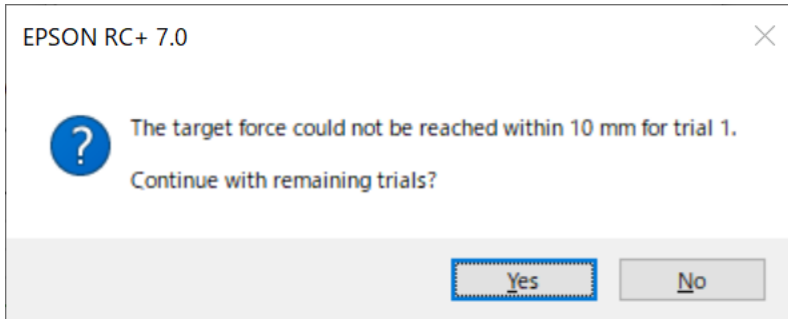 EPSON RC+ 7.0
The target force could not be reached within 10 mm for trial 1.
Continue with remaining trials?
Yes
No